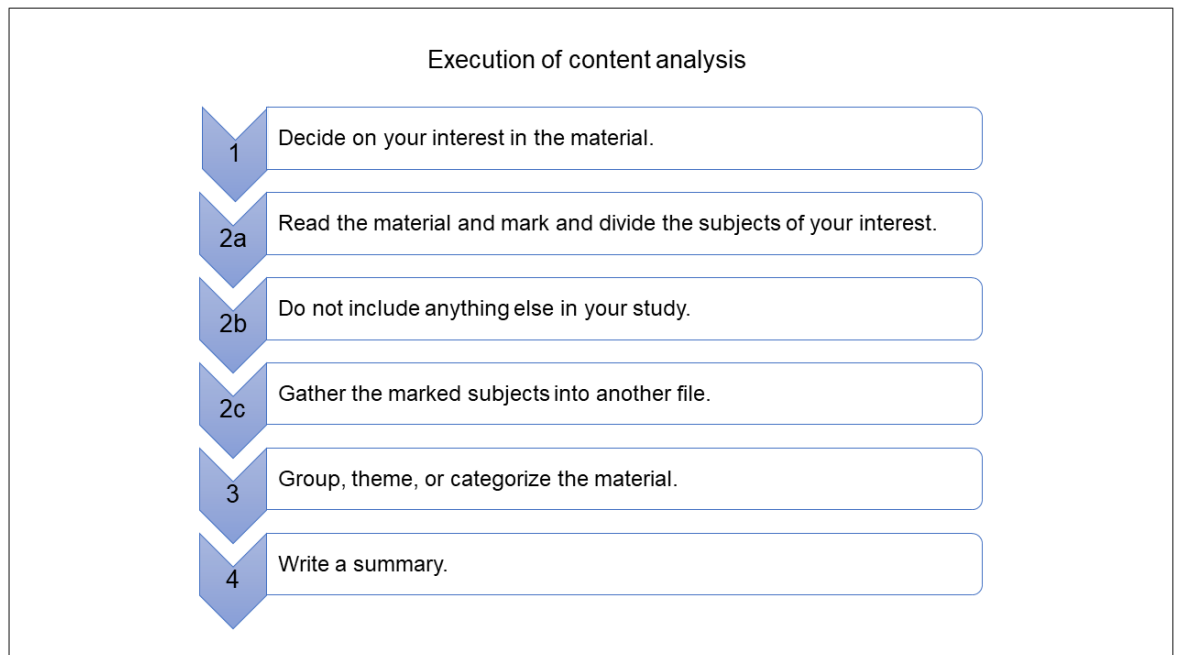 Execution of content analysis
1
Decide on your interest in the material.
2a
Read the material and mark and divide the subjects of your interest.
2b
Do not include anything else in your study.
2c
Gather the marked subjects into another file.
3
Group, theme, or categorize the material.
4
Write a summary.